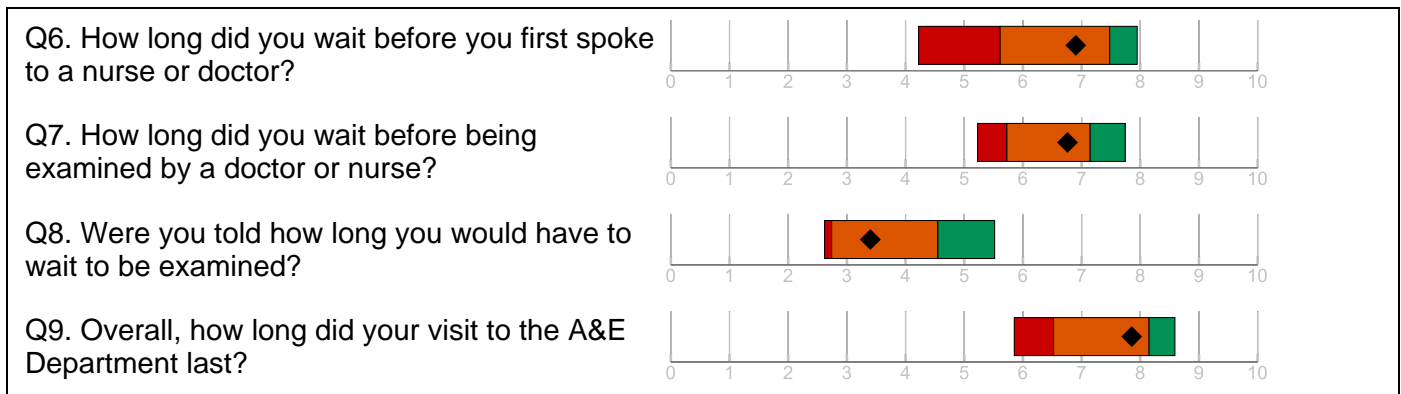 Q6. How long did you wait before you first spoke
to a nurse or doctor?
0 1 2 3 4 5 6 7 8 9 10
Q7. How long did you wait before being
examined by a doctor or nurse?
0 1 2 3 4 5 6 7 8 9 10
Q8. Were you told how long you would have to
wait to be examined?
0 1 2 3 4 5 6 7 8 9 10
Q9. Overall, how long did your visit to the A&E
Department last?
0 1 2 3 4 5 6 7 8 9 10